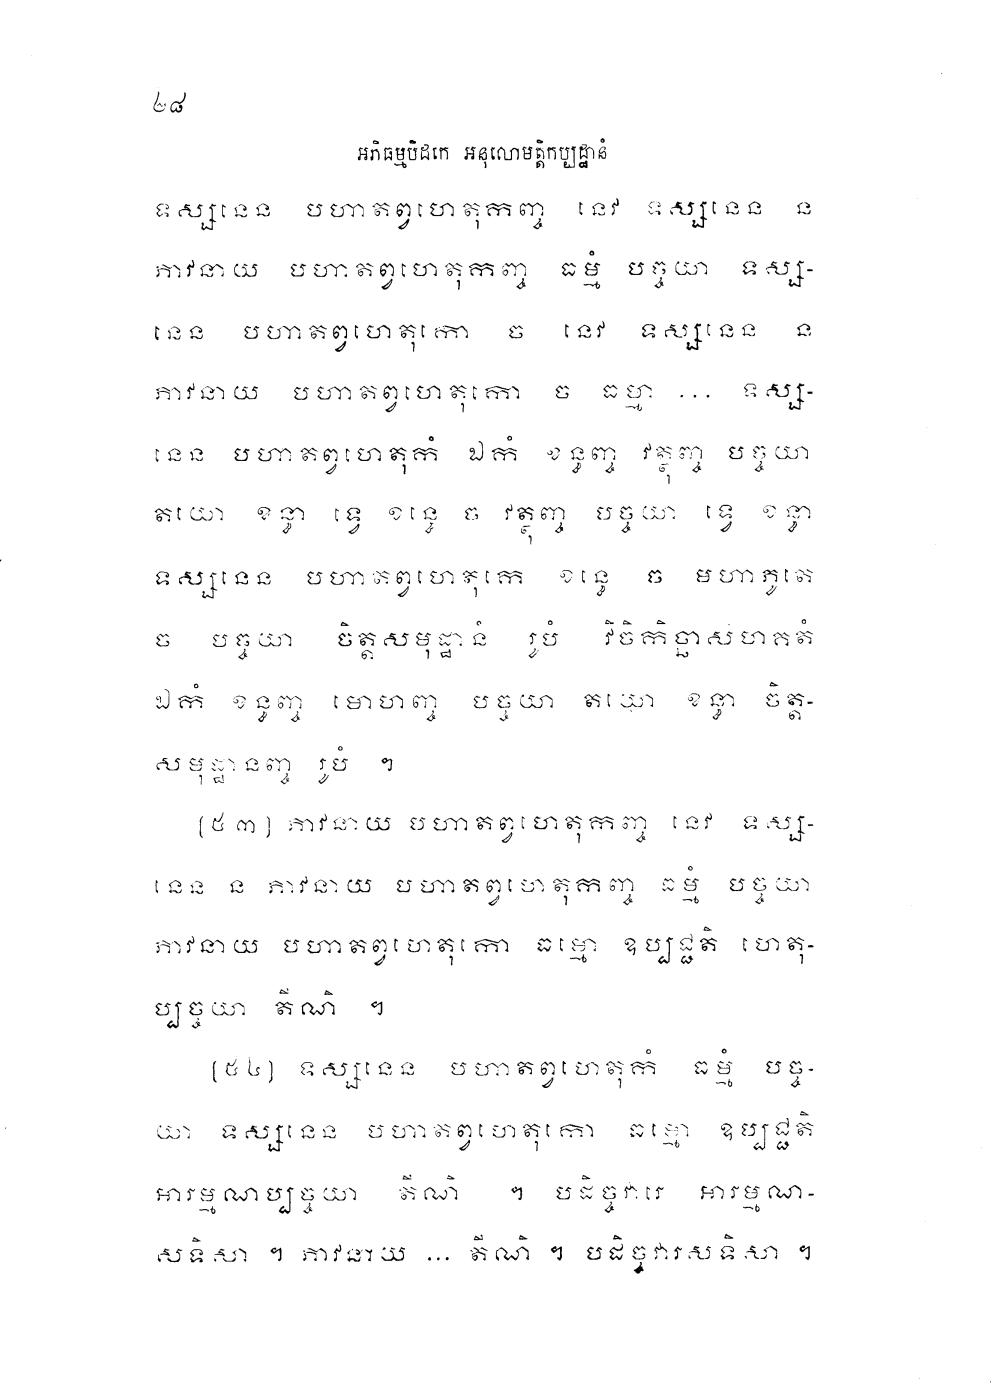 ២៨
អភិធម្មបិដកេ អនុលោមត្តិកប្បដ្ឋានំ
ទស្សនេន បហាតព្វហេតុកញ្ច នេវ ទស្សនេន ន
ភាវនាយ បហាតព្វហេតុកញ្ច ធម្មំ បច្ចយា ទស្ស-
នេន បហាតព្វហេតុកោ ច នេវ ទស្សនេន ន
ភាវនាយ បហាតព្វហេតុកោ ច ធម្មា ... ទស្ស-
នេន បហាតព្វហេតុកំ ឯកំ ខន្ធញ្ច វត្ថុញ្ច បច្ចយា
តយោ ខន្ធា ទ្វេ ខន្ធេ ច វត្ថុញ្ច បច្ចយា ទ្វេ ខន្ធា
ទស្សនេន បហាតព្វហេតុកេ ខន្ធេ ច មហាភូតេ
ច បច្ចយា ចិត្តសមុដ្ឋានំ រូបំ វិចិកិច្ឆាសហគតំ
ឯកំ ខន្ធញ្ច មោហញ្ច បច្ចយា តយោ ខន្ធា ចិត្ត-
សមុដ្ឋានញ្ច រូបំ ។
(៥៣) ភាវនាយ បហាតព្វហេតុកញ្ច នេវ ទស្ស-
នេន ន ភាវនាយ បហាតព្វហេតុកញ្ច ធម្មំ បច្ចយា
ភាវនាយ បហាតព្វហេតុកោ ធម្មោ ឧប្បជ្ជតិ ហេតុ-
ប្បច្ចយា តីណិ ។
(៥៤) ទស្សនេន បហាតព្វហេតុកំ ធម្មំ បច្ច-
យា ទស្សនេន បហាតព្វហេតុកោ ធម្មោ ឧប្បជ្ជតិ
អារម្មណប្បច្ចយា តីណិ ។ បដិច្ចវារេ អារម្មណ-
សទិសា ។ ភាវនាយ ... តីណិ ។ បដិច្ចវារសទិសា ។